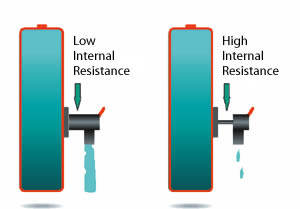 Low
Internal
Resistance
High
Internal
Resistance